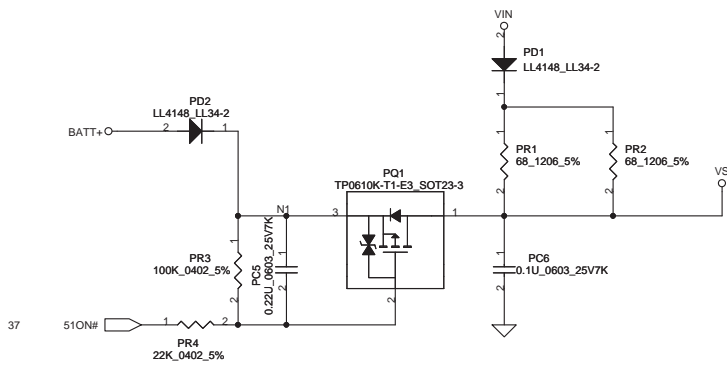 VIN
2
PD1
LL4148_LL34-2
1
PD2
LL4148_LL34-2
BATT+
2
1
1
1
PR1
68_1206_5%
PR2
68_1206_5%
2
2
VS
PQ1
TP0610K-T1-E3_SOT23-3
N1
3
1
1
PR3
100K_0402_5%
2
1
PC5
0.22U_0603_25V7K
2
2
1
PC6
0.1U_0603_25V7K
2
37
51ON#
1
2
PR4
22K_0402_5%